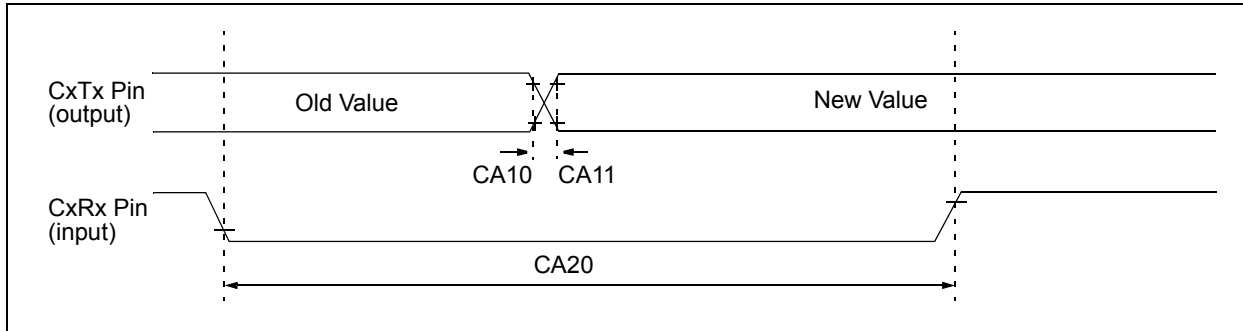 CxTx Pin
(output)
Old Value
New Value
CA10 CA11
CxRx Pin
(input)
CA20